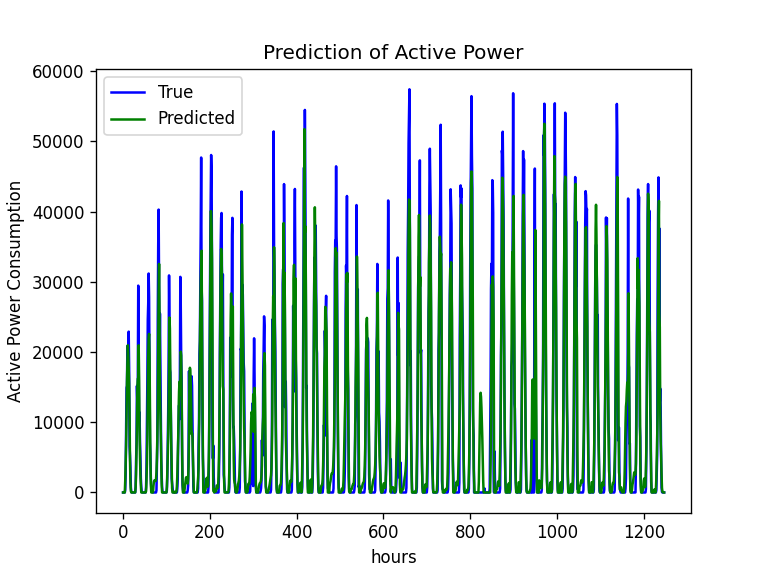 Prediction of Active Power
60000
50000
40000
30000
20000
10000
0
Active Power Consumption
True
Predicted
0 200 400 600 800 1000 1200
hours